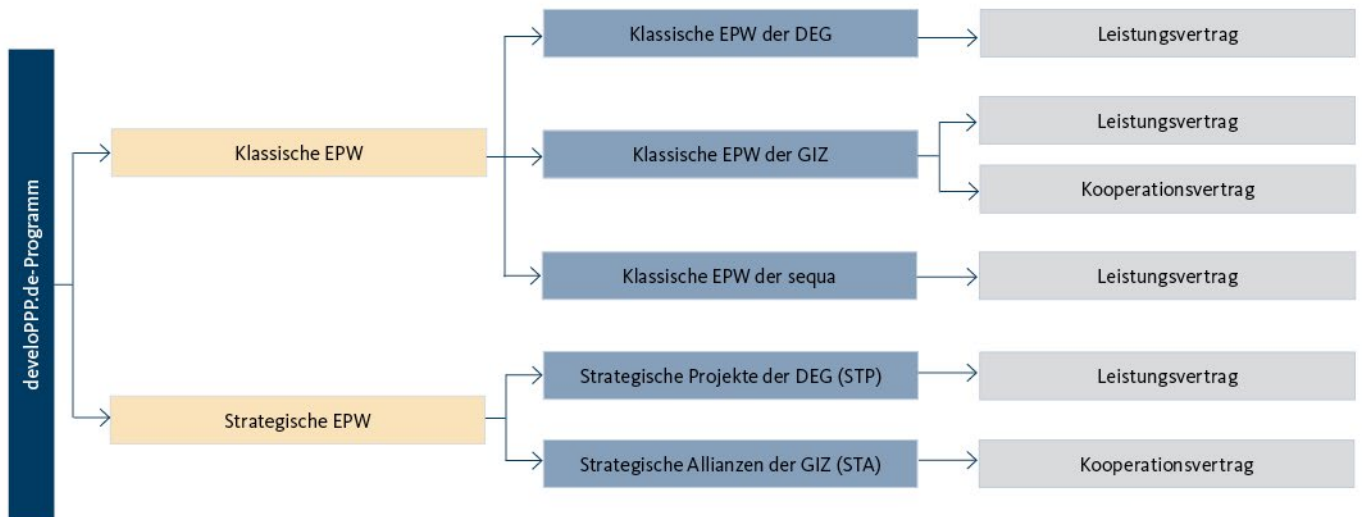 develoPPP.de-Programm
Klassische EPW
Klassische EPW der DEG
Leistungsvertrag
Klassische EPW der GIZ
Leistungsvertrag
Kooperationsvertrag
Klassische EPW der sequa
Leistungsvertrag
Strategische EPW
Strategische Projekte der DEG (STP)
Leistungsvertrag
Strategische Allianzen der GIZ (STA)
Kooperationsvertrag